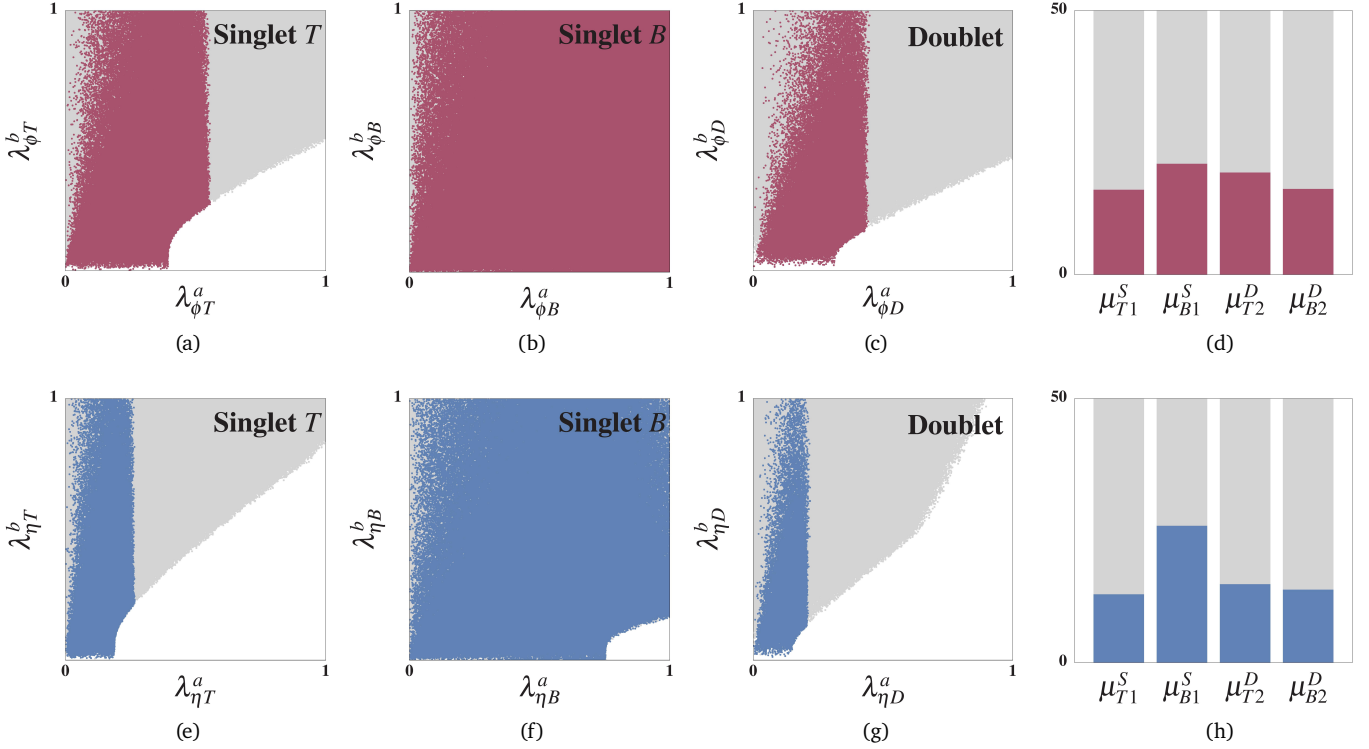 1
Singlet T
λ^b_{ϕT}
0
1
λ^a_{ϕT}
(a)
1
Singlet B
λ^b_{ϕB}
0
1
λ^a_{ϕB}
(b)
1
Doublet
λ^b_{ϕD}
0
1
λ^a_{ϕD}
(c)
50
0
μ^S_{T1} μ^S_{B1} μ^D_{T2} μ^D_{B2}
(d)
1
Singlet T
λ^b_{ηT}
0
1
λ^a_{ηT}
(e)
1
Singlet B
λ^b_{ηB}
0
1
λ^a_{ηB}
(f)
1
Doublet
λ^b_{ηD}
0
1
λ^a_{ηD}
(g)
50
0
μ^S_{T1} μ^S_{B1} μ^D_{T2} μ^D_{B2}
(h)